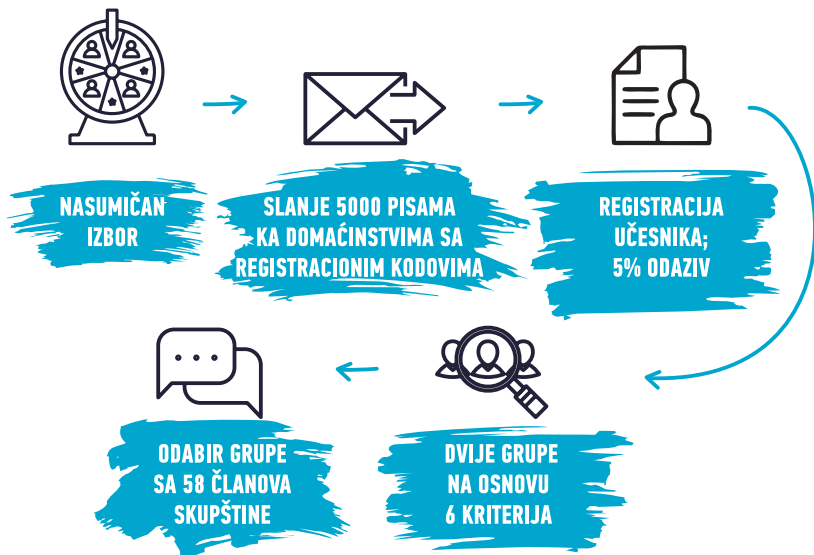 NASUMIČAN
IZBOR
SLANJE 5000 PISAMA
KA DOMAĆINSTVIMA SA
REGISTRACIONIM KODOVIMA
REGISTRACIJA
UČESNIKA;
5% ODAZIV
ODABIR GRUPE
SA 58 ČLANOVA
SKUPŠTINE
DVIJE GRUPE
NA OSNOVU
6 KRITERIJA